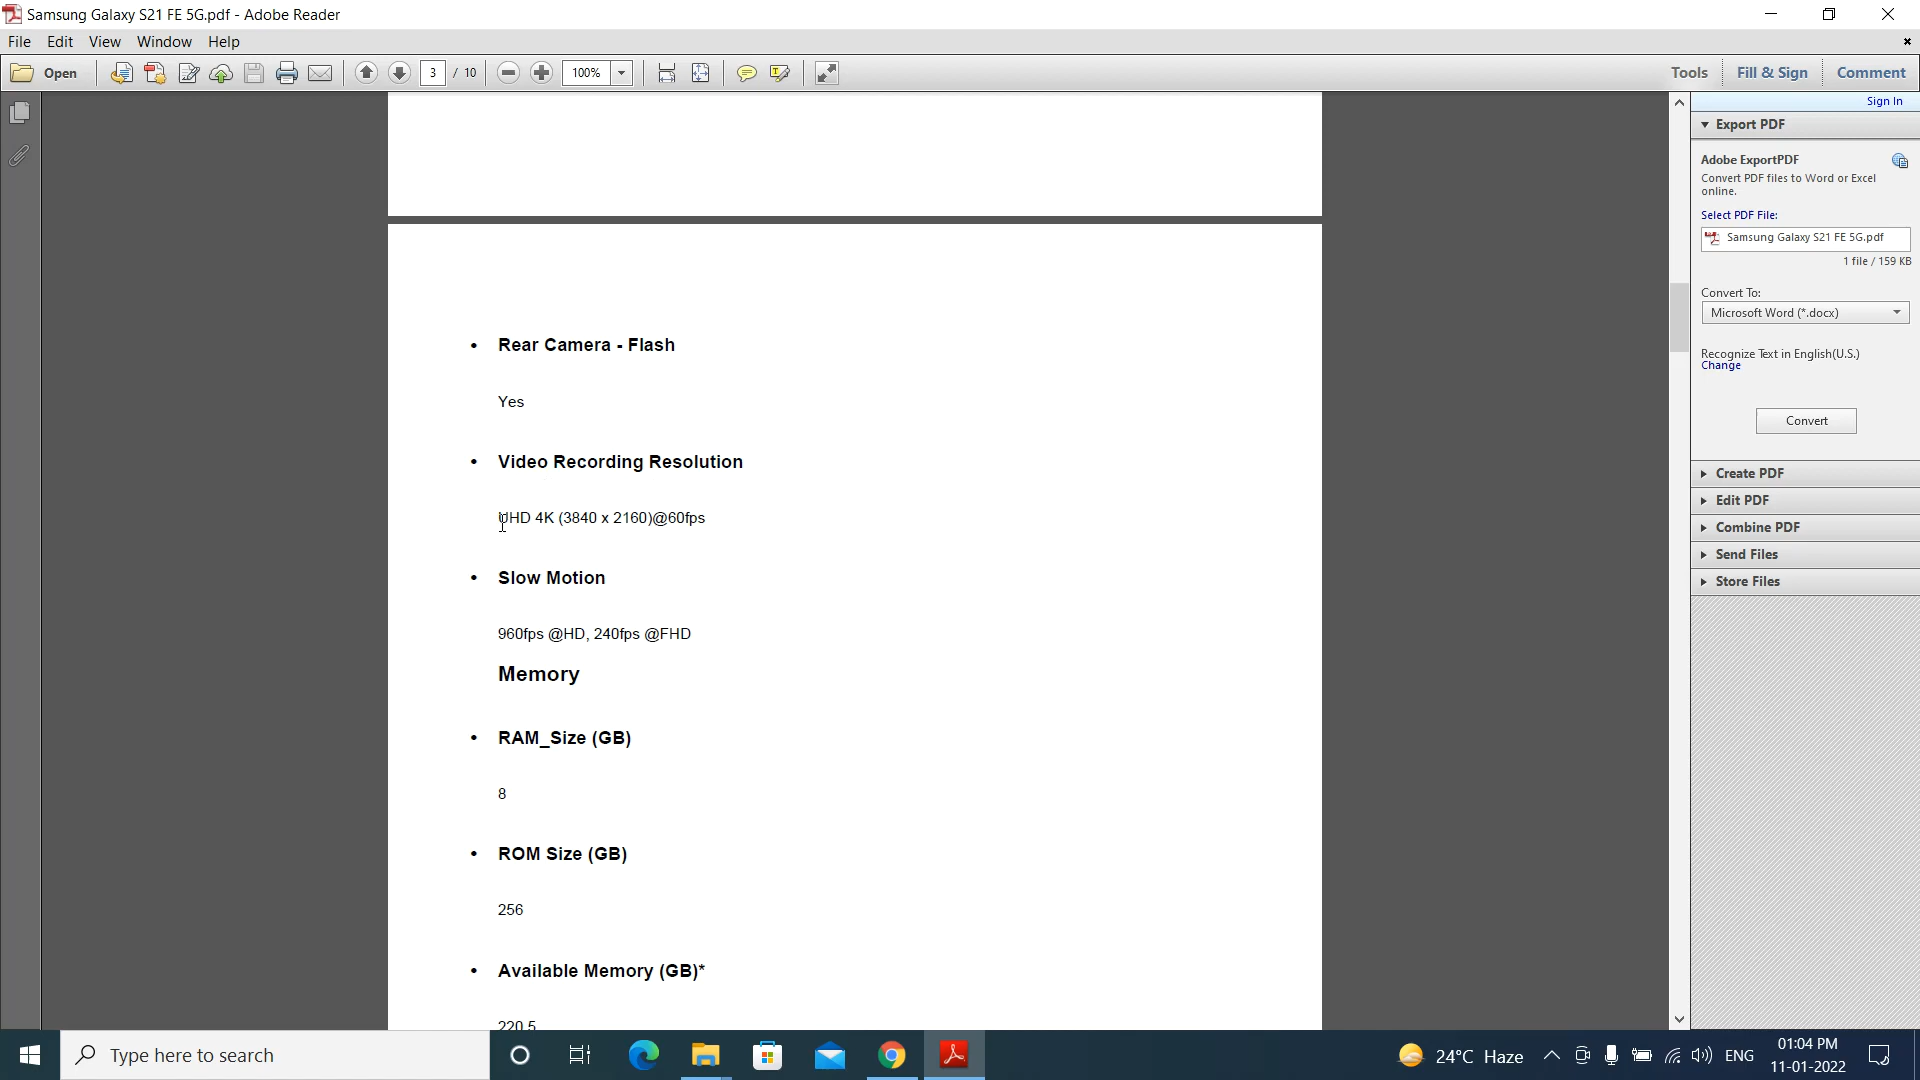 Samsung Galaxy S21 FE 5G.pdf - Adobe Reader
File Edit View Window Help
Open 3 / 10 100% Tools Fill & Sign Comment
Sign In
Export PDF
Adobe ExportPDF
Convert PDF files to Word or Excel
online.
Select PDF File:
Samsung Galaxy S21 FE 5G.pdf
1 file / 159 KB
Convert To:
Microsoft Word (*.docx)
Recognize Text in English(U.S.)
Change
Convert
Create PDF
Edit PDF
Combine PDF
Send Files
Store Files
• Rear Camera - Flash
Yes
• Video Recording Resolution
UHD 4K (3840 x 2160)@60fps
• Slow Motion
960fps @HD, 240fps @FHD
Memory
• RAM_Size (GB)
8
• ROM Size (GB)
256
• Available Memory (GB)*
220.5
Type here to search
24°C Haze
ENG
01:04 PM
11-01-2022